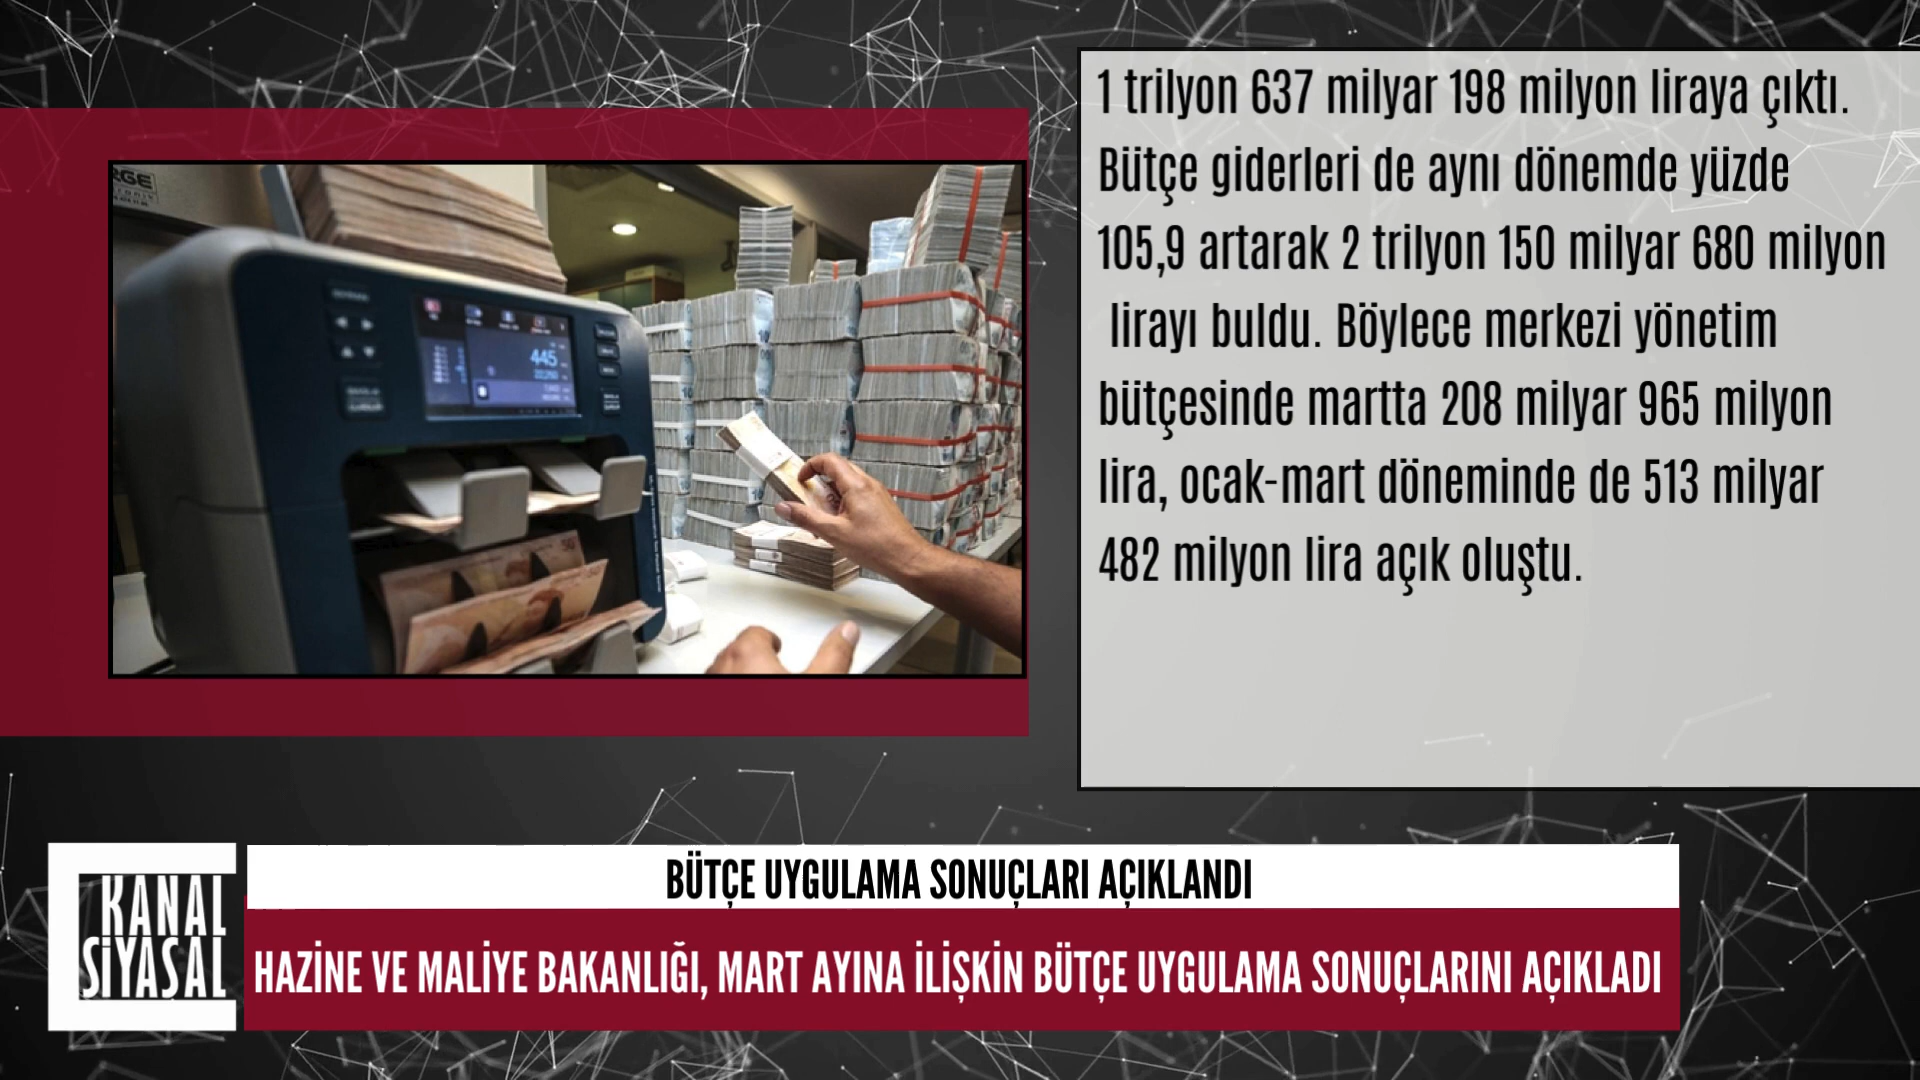 1 trilyon 637 milyar 198 milyon liraya çıktı.
Bütçe giderleri de aynı dönemde yüzde
105,9 artarak 2 trilyon 150 milyar 680 milyon
lirayı buldu. Böylece merkezi yönetim
bütçesinde martta 208 milyar 965 milyon
lira, ocak-mart döneminde de 513 milyar
482 milyon lira açık oluştu.
445
BÜTÇE UYGULAMA SONUÇLARI AÇIKLANDI
KANAL
SİYASAL
HAZİNE VE MALİYE BAKANLIĞI, MART AYINA İLİŞKİN BÜTÇE UYGULAMA SONUÇLARINI AÇIKLADI